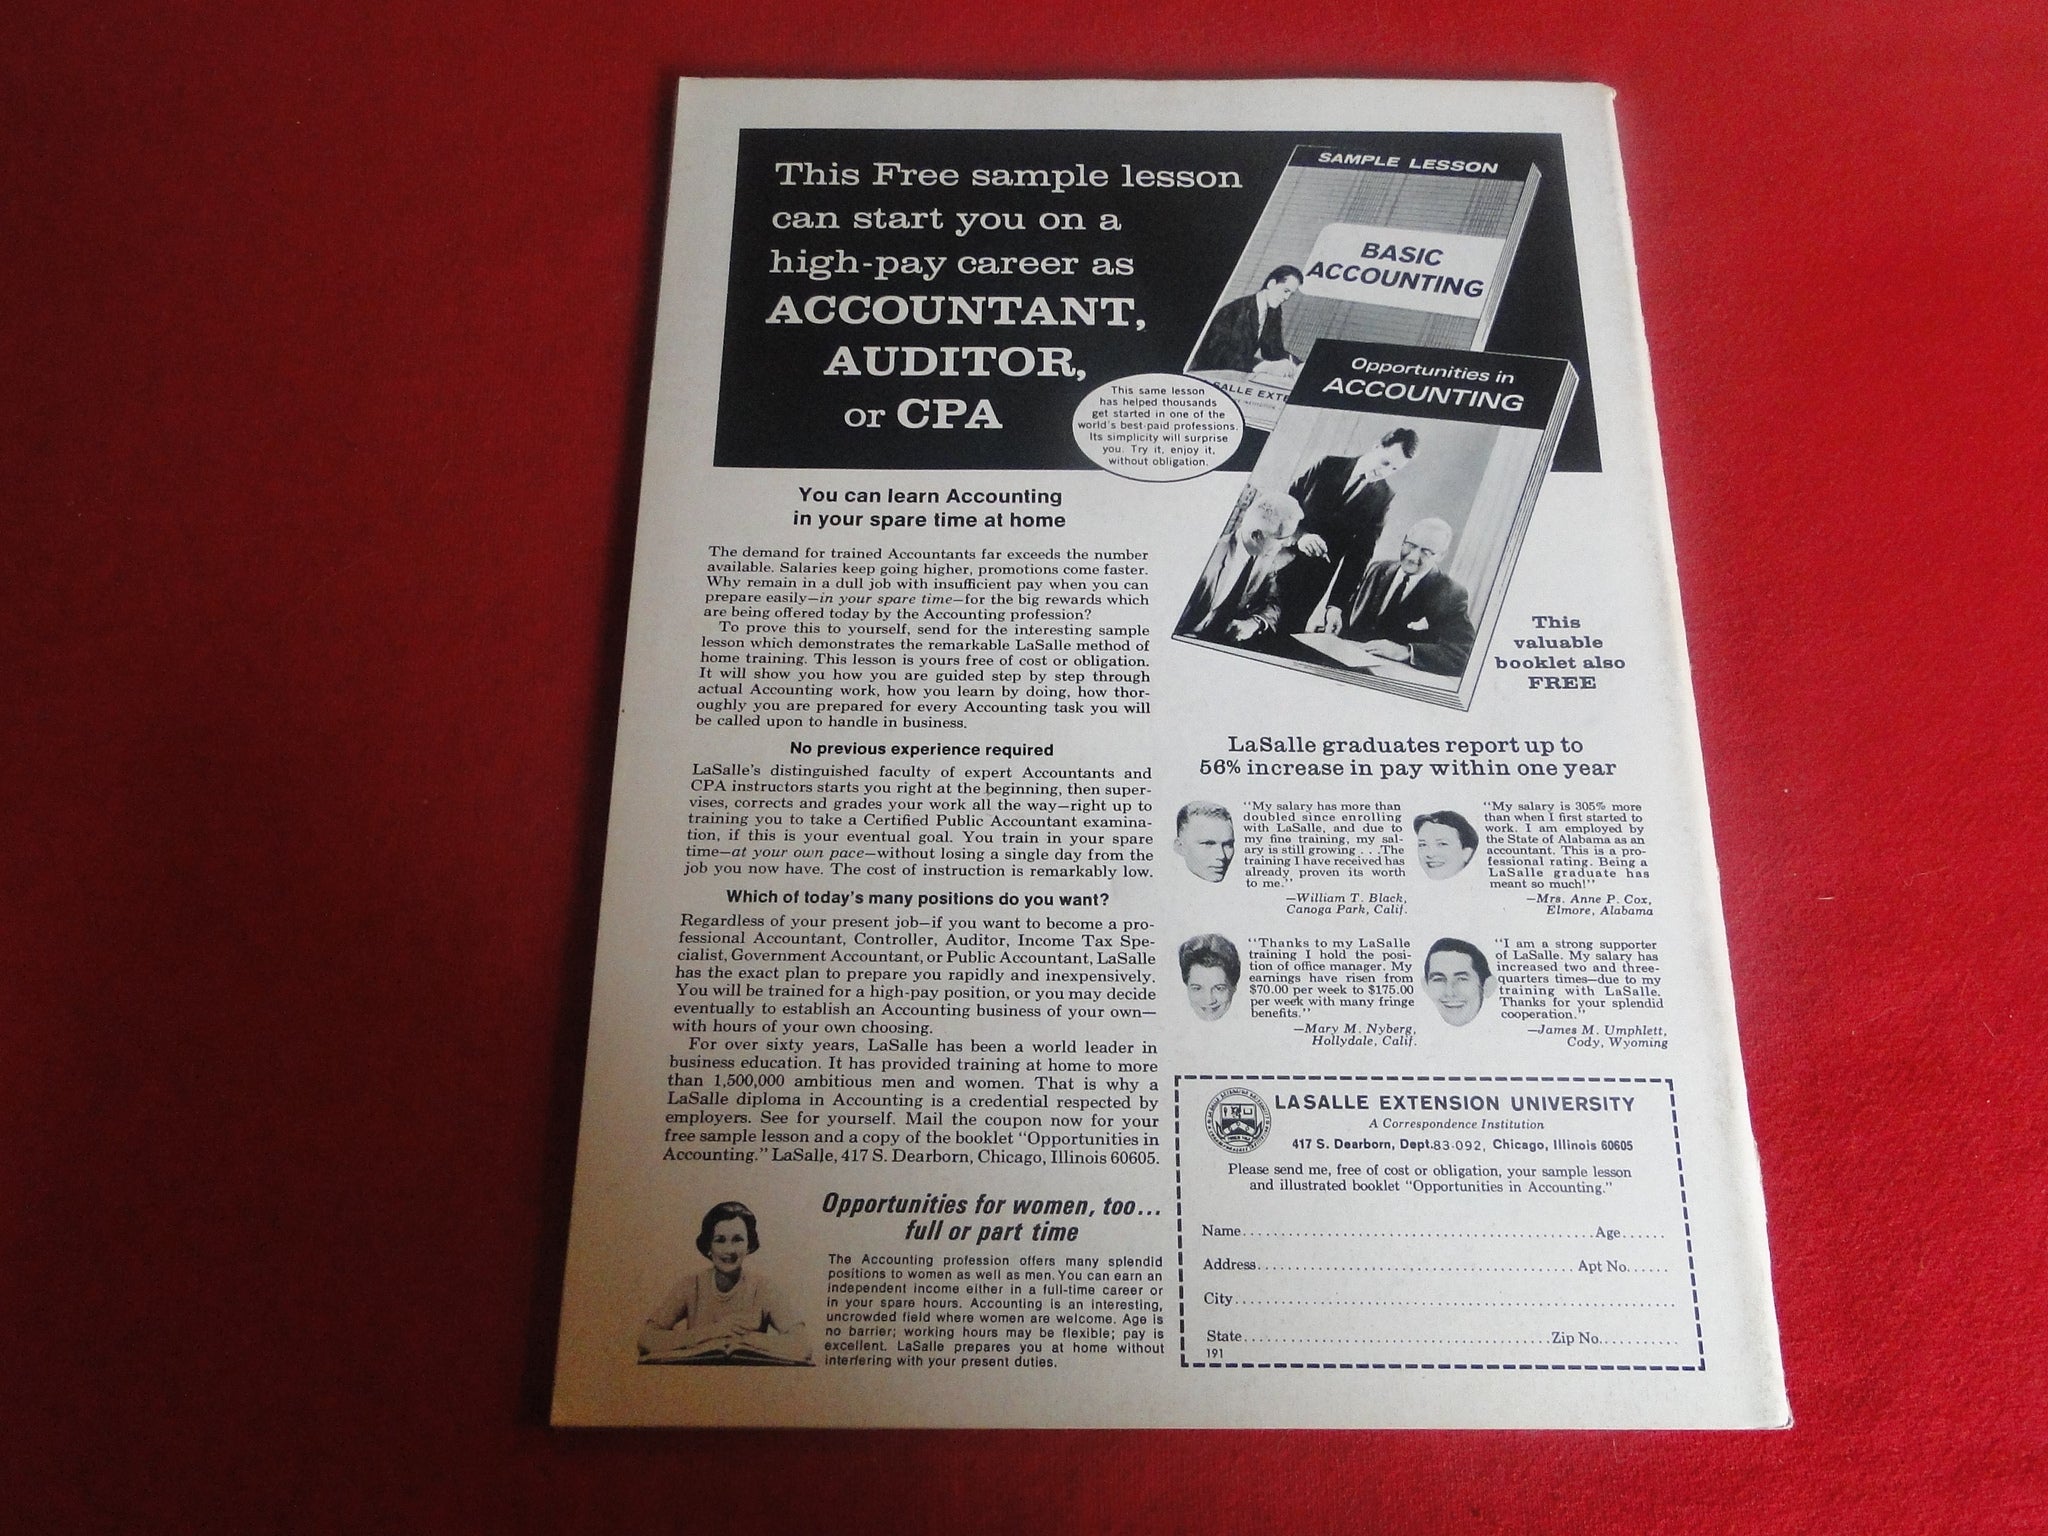 This Free sample lesson
can start you on a
high-pay career as
ACCOUNTANT,
AUDITOR,
or CPA
SAMPLE LESSON
BASIC
ACCOUNTING
SALLE EXTE
Opportunities in
ACCOUNTING
This same lesson
has helped thousands
get started in one of the
world's best-paid professions.
Its simplicity will surprise
you. Try it, enjoy it,
without obligation.
This
valuable
booklet also
FREE
You can learn Accounting
in your spare time at home
The demand for trained Accountants far exceeds the number
available. Salaries keep going higher, promotions come faster.
Why remain in a dull job with insufficient pay when you can
prepare easily—in your spare time—for the big rewards which
are being offered today by the Accounting profession?
To prove this to yourself, send for the interesting sample
lesson which demonstrates the remarkable LaSalle method of
home training. This lesson is yours free of cost or obligation.
It will show you how you are guided step by step through
actual Accounting work, how you learn by doing, how thor-
oughly you are prepared for every Accounting task you will
be called upon to handle in business.
No previous experience required
LaSalle's distinguished faculty of expert Accountants and
CPA instructors starts you right at the beginning, then super-
vises, corrects and grades your work all the way—right up to
training you to take a Certified Public Accountant examina-
tion, if this is your eventual goal. You train in your spare
time—at your own pace—without losing a single day from the
job you now have. The cost of instruction is remarkably low.
Which of today's many positions do you want?
Regardless of your present job—if you want to become a pro-
fessional Accountant, Controller, Auditor, Income Tax Spe-
cialist, Government Accountant, or Public Accountant, LaSalle
has the exact plan to prepare you rapidly and inexpensively.
You will be trained for a high-pay position, or you may decide
eventually to establish an Accounting business of your own—
with hours of your own choosing.
For over sixty years, LaSalle has been a world leader in
business education. It has provided training at home to more
than 1,500,000 ambitious men and women. That is why a
LaSalle diploma in Accounting is a credential respected by
employers. See for yourself. Mail the coupon now for your
free sample lesson and a copy of the booklet "Opportunities in
Accounting." LaSalle, 417 S. Dearborn, Chicago, Illinois 60605.
Opportunities for women, too...
full or part time
The Accounting profession offers many splendid
positions to women as well as men. You can earn an
independent income either in a full-time career or
in your spare hours. Accounting is an interesting,
uncrowded field where women are welcome. Age is
no barrier; working hours may be flexible; pay is
excellent. LaSalle prepares you at home without
interfering with your present duties.
LaSalle graduates report up to
56% increase in pay within one year
"My salary has more than
doubled since enrolling
with LaSalle, and due to
my fine training, my sal-
ary is still growing . . .The
training I have received has
already proven its worth
to me."
—William T. Black,
Canoga Park, Calif.
"My salary is 305% more
than when I first started to
work. I am employed by
the State of Alabama as an
accountant. This is a pro-
fessional rating. Being a
LaSalle graduate has
meant so much!"
—Mrs. Anne P. Cox,
Elmore, Alabama
"Thanks to my LaSalle
training I hold the posi-
tion of office manager. My
earnings have risen from
$70.00 per week to $175.00
per week with many fringe
benefits."
—Mary M. Nyberg,
Hollydale, Calif.
"I am a strong supporter
of LaSalle. My salary has
increased two and three-
quarters times—due to my
training with LaSalle.
Thanks for your splendid
cooperation."
—James M. Umphlett,
Cody, Wyoming
LASALLE EXTENSION UNIVERSITY
A Correspondence Institution
417 S. Dearborn, Dept.83-092, Chicago, Illinois 60605
Please send me, free of cost or obligation, your sample lesson
and illustrated booklet "Opportunities in Accounting."
Name Age
Address Apt No.
City
State Zip No.
191